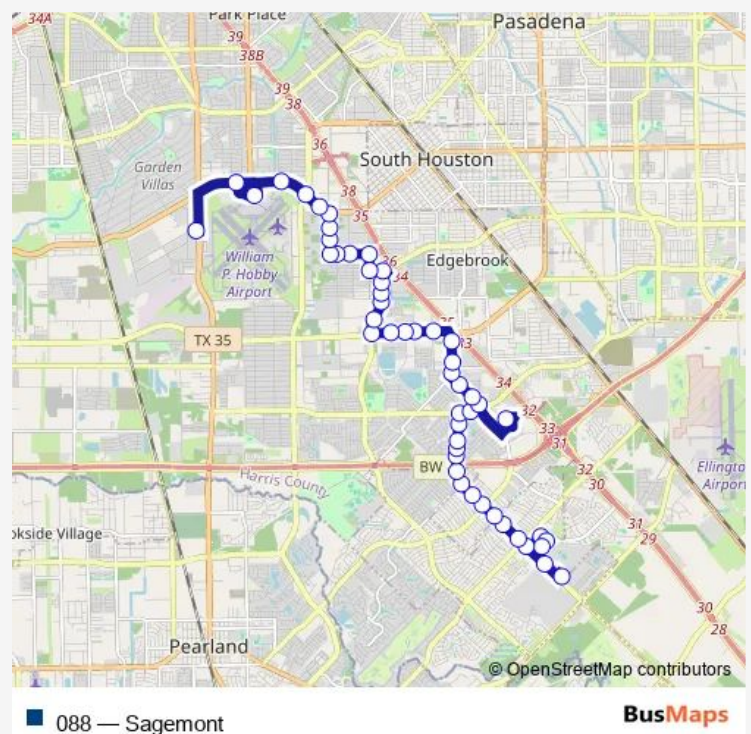 34A
Park Place
Pasadena
39
38B
39
38
36
Garden
Villas
South Houston
38
35
36
34
William
P. Hobby
Airport
Edgebrook
35
33
TX 35
34
32
33
31
BW
32
30
Ellington
Airport
Harris County
31
29
okside Village
30
28
Pearland
© OpenStreetMap contributors
088 — Sagemont
BusMaps